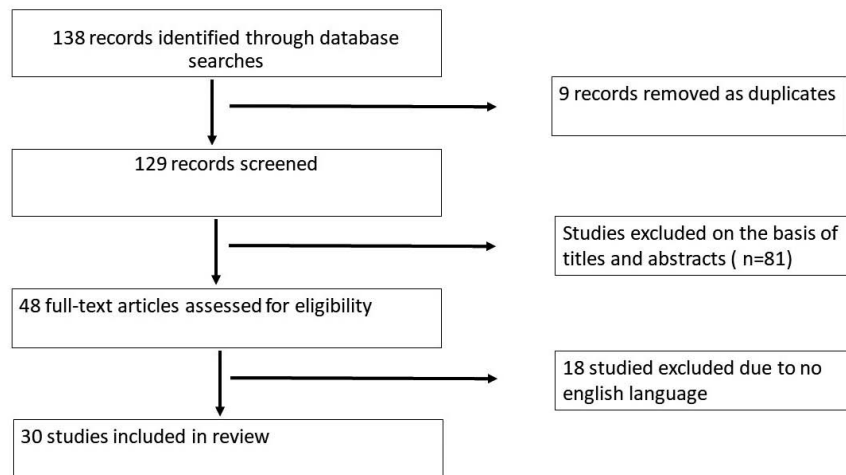 138 records identified through database
searches
9 records removed as duplicates
129 records screened
Studies excluded on the basis of
titles and abstracts ( n=81)
48 full-text articles assessed for eligibility
18 studied excluded due to no
english language
30 studies included in review